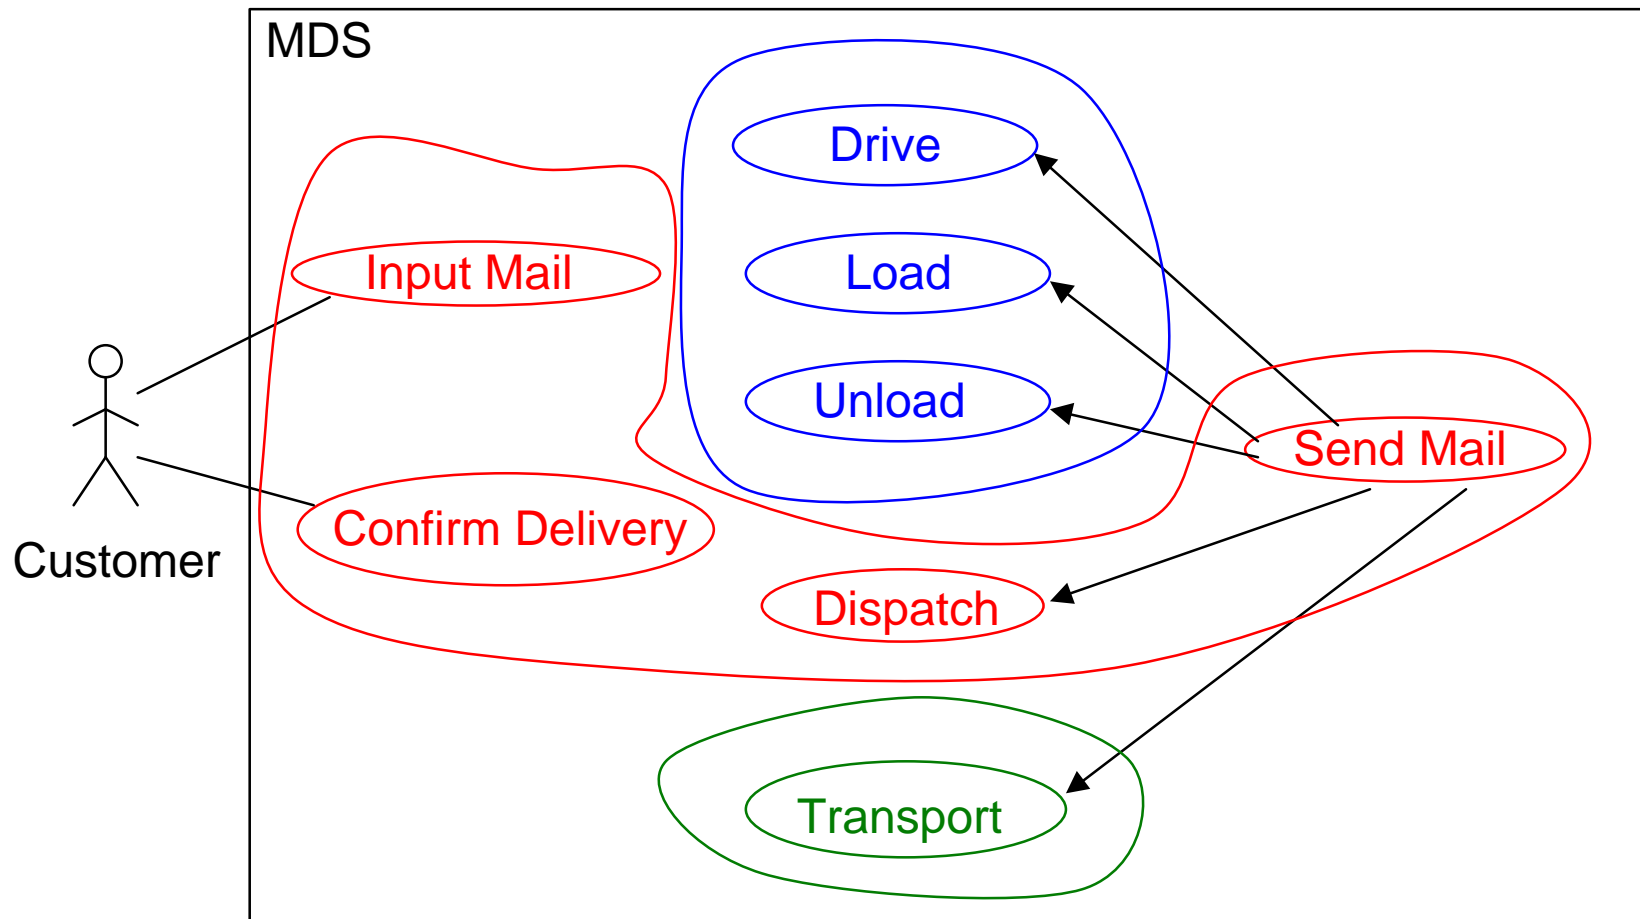 MDS
Drive
Input Mail
Load
Unload
Send Mail
Confirm Delivery
Customer
Dispatch
Transport